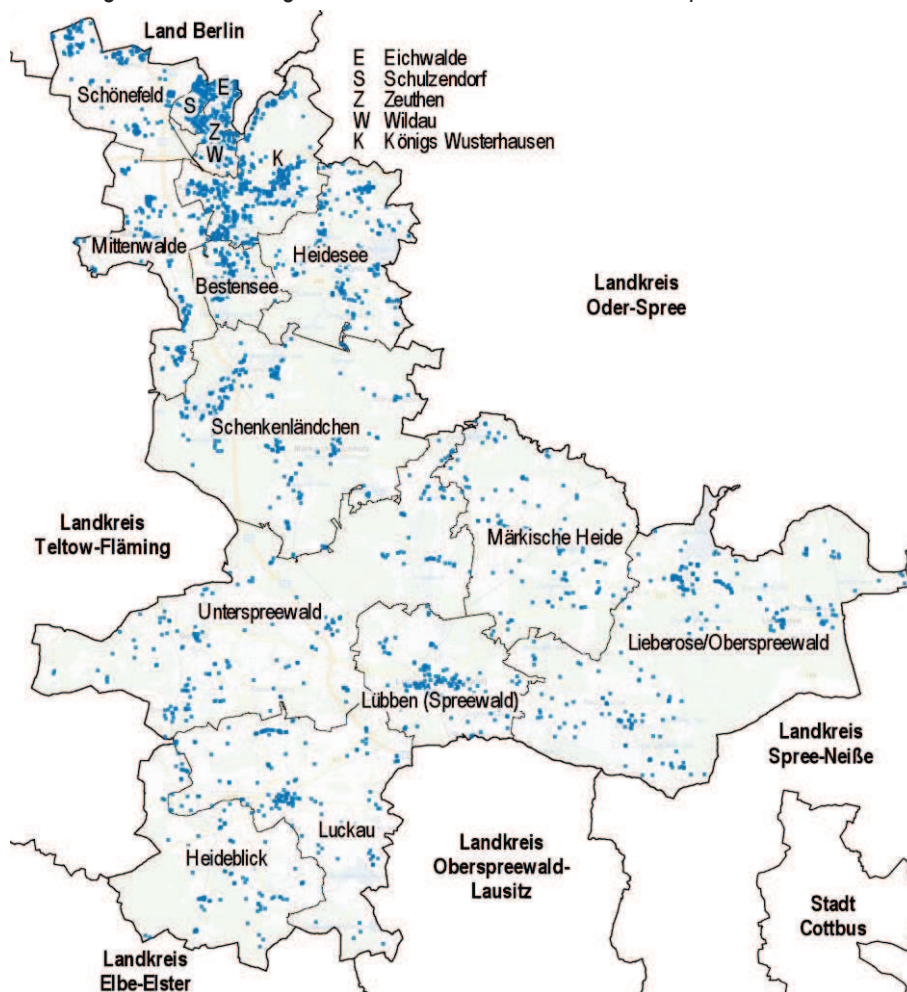 Land Berlin
E Eichwalde
S Schulzendorf
Z Zeuthen
W Wildau
K Königs Wusterhausen
Schönefeld
E
S
Z
W
K
Mittenwalde
Heidesee
Bestensee
Landkreis
Oder-Spree
Schenkenländchen
Landkreis
Teltow-Fläming
Märkische Heide
Unterspreewald
Lieberose/Oberspreewald
Lübben (Spreewald)
Landkreis
Spree-Neiße
Luckau
Heideblick
Landkreis
Oberspreewald-
Lausitz
Stadt
Cottbus
Landkreis
Elbe-Elster